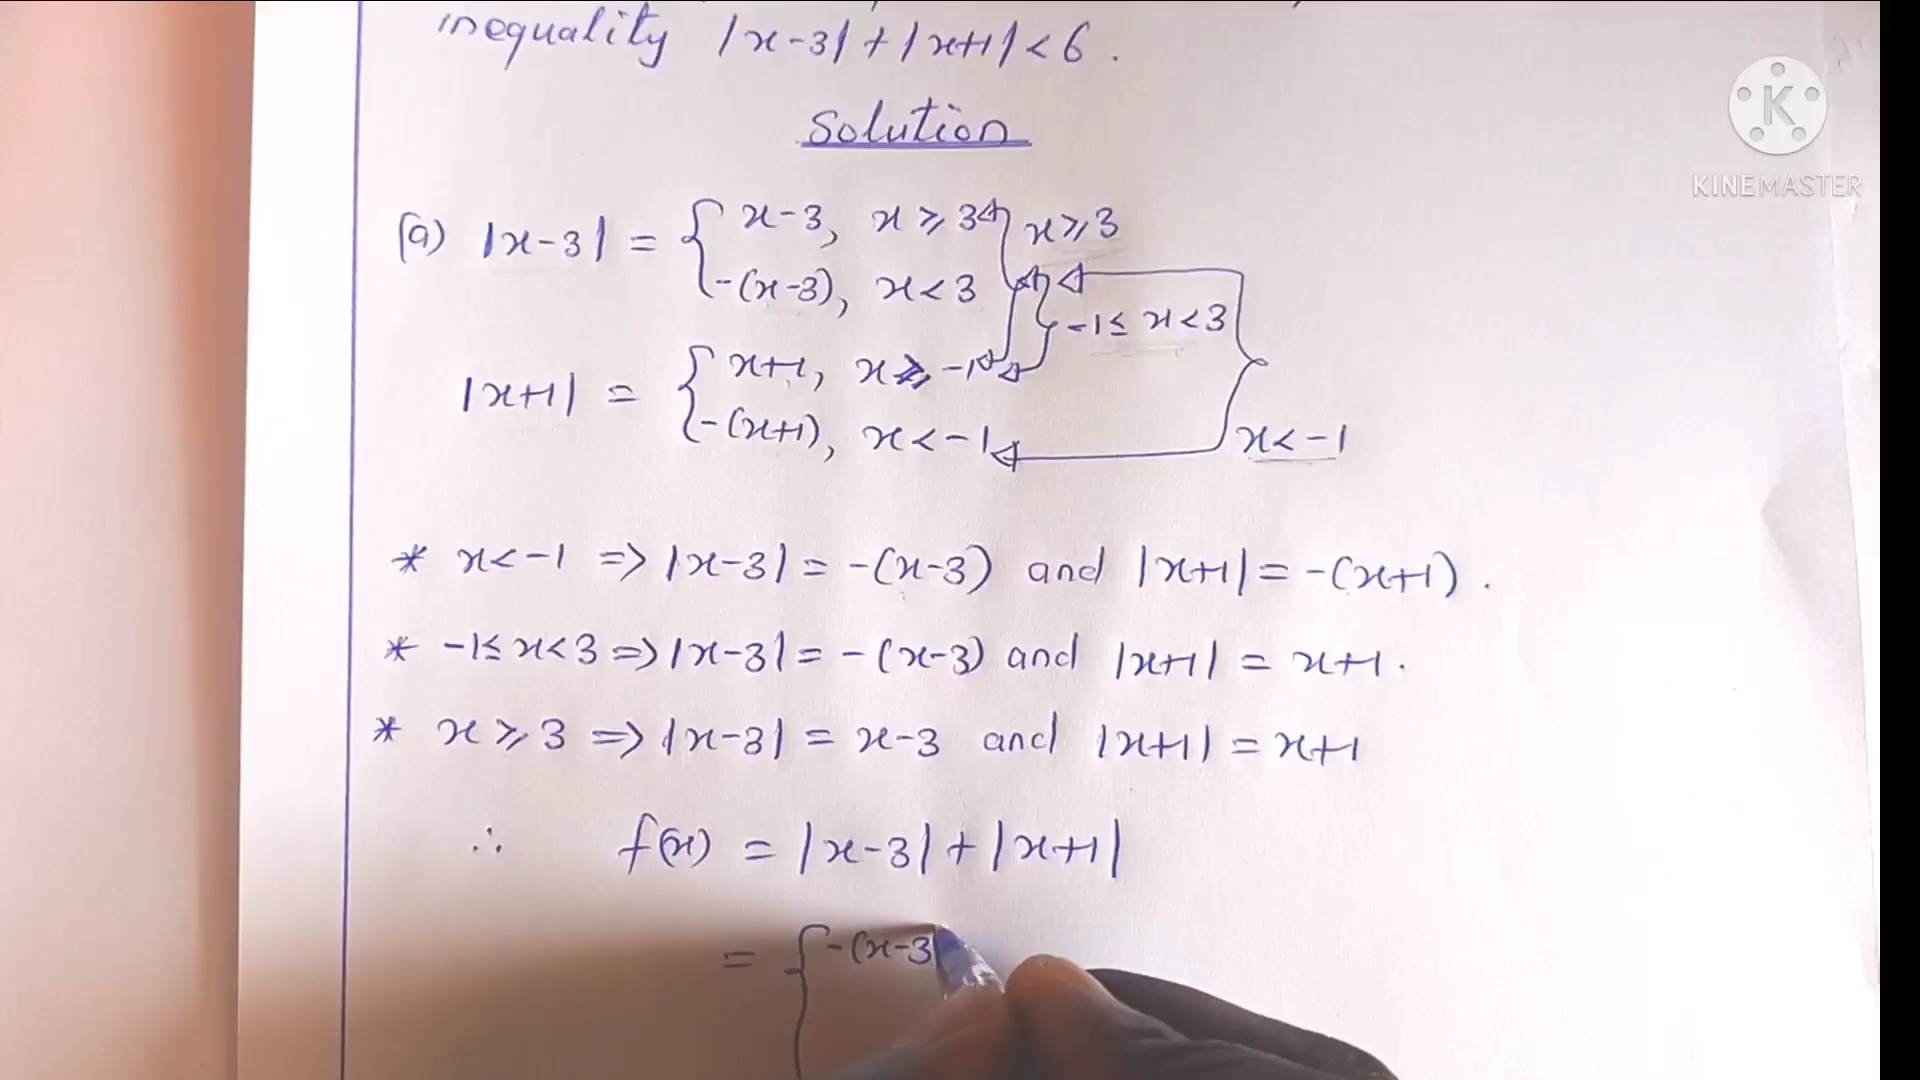 inequality |x-3|+|x+1|<6.
Solution
K
KINEMASTER
(a) |x-3| = { x-3, x ⩾ 3 x⩾3
-(x-3), x<3
-1≤ x<3
|x+1| = { x+1, x ⩾ -1
-(x+1), x<-1 x<-1
* x<-1 => |x-3| = -(x-3) and |x+1| = -(x+1).
* -1≤x<3 => |x-3| = -(x-3) and |x+1| = x+1.
* x ⩾ 3 => |x-3| = x-3 and |x+1| = x+1
∴ f(x) = |x-3|+|x+1|
= { -(x-3